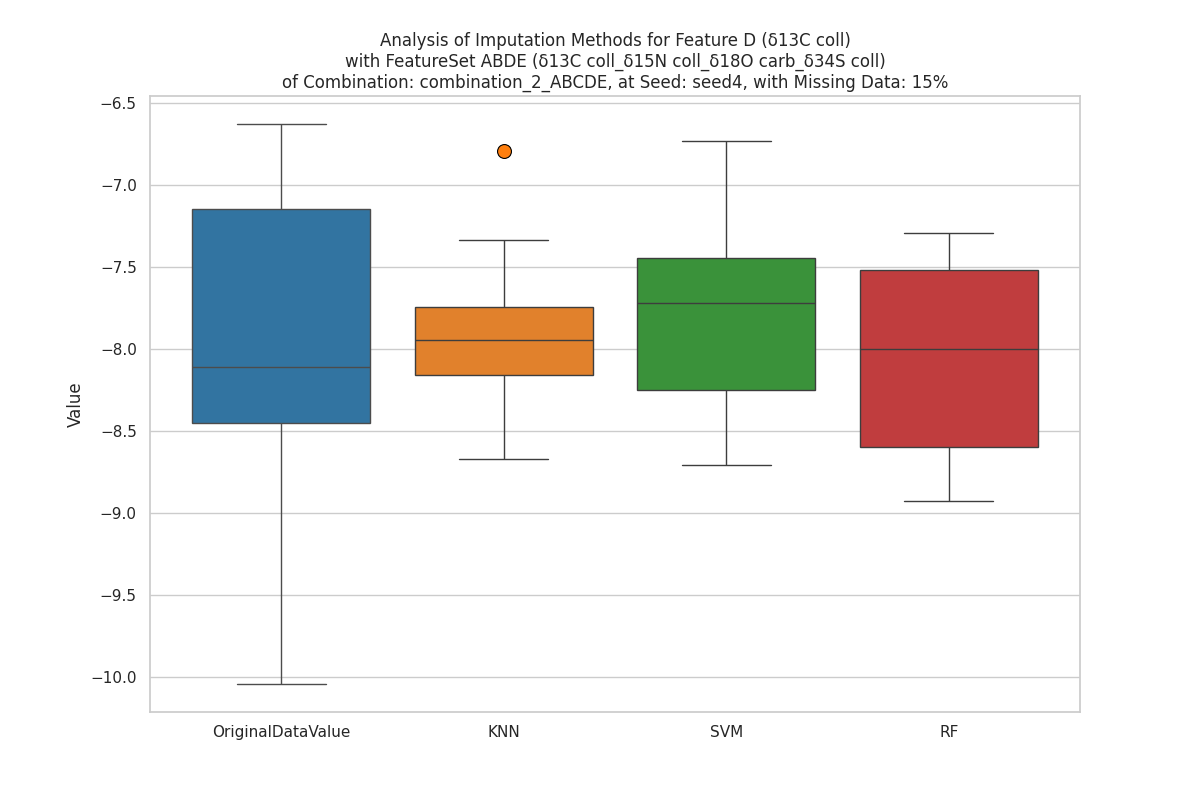 Analysis of Imputation Methods for Feature D (δ13C coll)
with FeatureSet ABDE (δ13C coll_δ15N coll_δ18O carb_δ34S coll)
of Combination: combination_2_ABCDE, at Seed: seed4, with Missing Data: 15%
−6.5
−7.0
−7.5
−8.0
−8.5
−9.0
−9.5
−10.0
Value
OriginalDataValue
KNN
SVM
RF